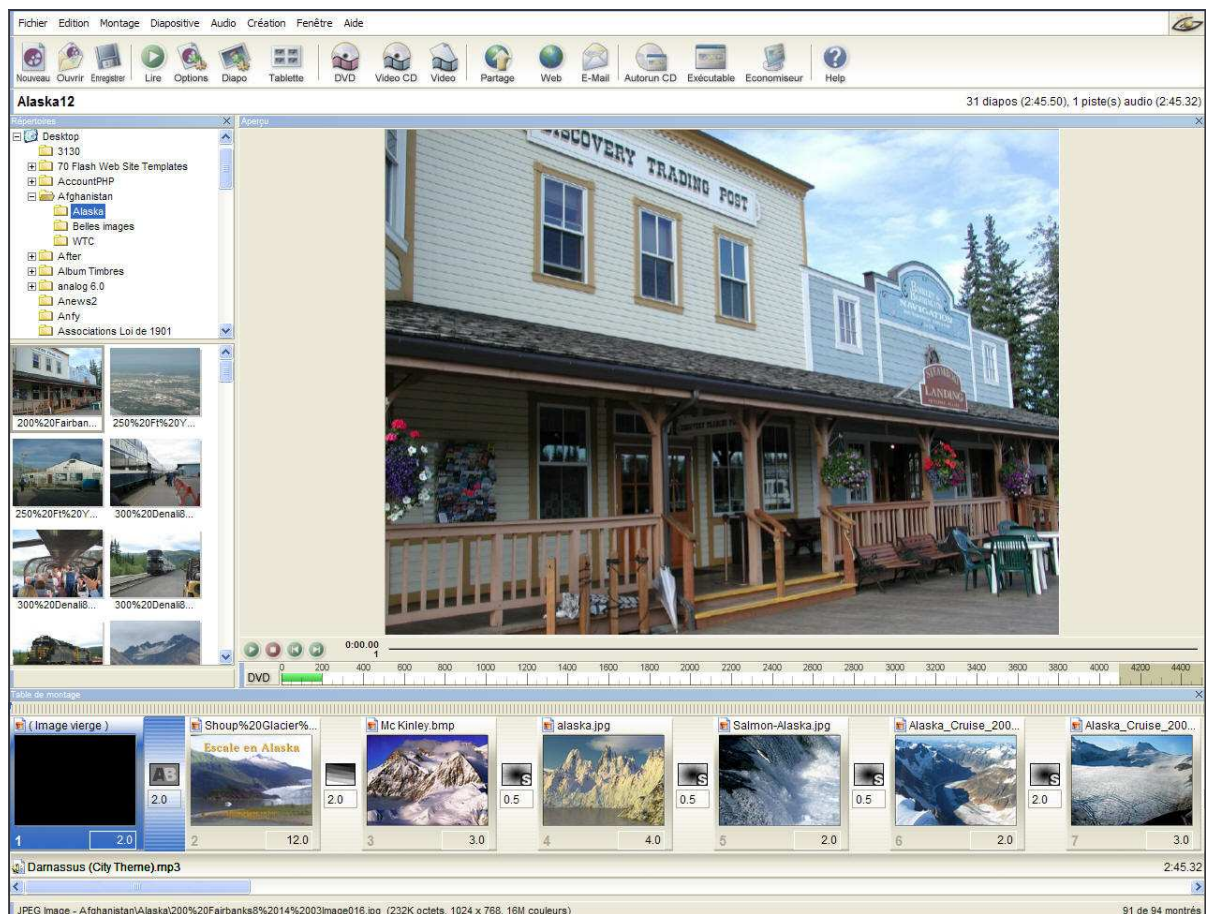 Fichier Edition Montage Diapositive Audio Création Fenêtre Aide
Nouveau Ouvrir Enregistrer Lire Options Diapo Tablette DVD Video CD Video Partage Web E-Mail Autorun CD Exécutable Economiseur Help
Alaska12 31 diapos (2:45.50), 1 piste(s) audio (2:45.32)
Répertoires Aperçu
Desktop
3130
70 Flash Web Site Templates
AccountPHP
Afghanistan
Alaska
Belles images
WTC
After
Album Timbres
analog 6.0
Anews2
Anfy
Associations Loi de 1901
DISCOVERY TRADING POST
NAVIGATION
STEAMBOAT
LANDING
200%20Fairban... 250%20Ft%20Y...
250%20Ft%20Y... 300%20Denali8...
300%20Denali8... 300%20Denali8...
0:00.00
1
DVD 0 200 400 600 800 1000 1200 1400 1600 1800 2000 2200 2400 2600 2800 3000 3200 3400 3600 3800 4000 4200 4400
Table de montage
( Image vierge ) Shoup%20Glacier%... Mc Kinley.bmp alaska.jpg Salmon-Alaska.jpg Alaska_Cruise_200... Alaska_Cruise_200...
Escale en Alaska
AB S S S S
2.0 2.0 0.5 0.5 0.5 2.0
1 2.0 2 12.0 3 3.0 4 4.0 5 2.0 6 2.0 7 3.0
Darnassus (City Theme).mp3 2:45.32
JPEG Image - Afghanistan\Alaska\200%20Fairbanks8%2014%2003Image016.jpg (232K octets, 1024 x 768, 16M couleurs) 91 de 94 montrés